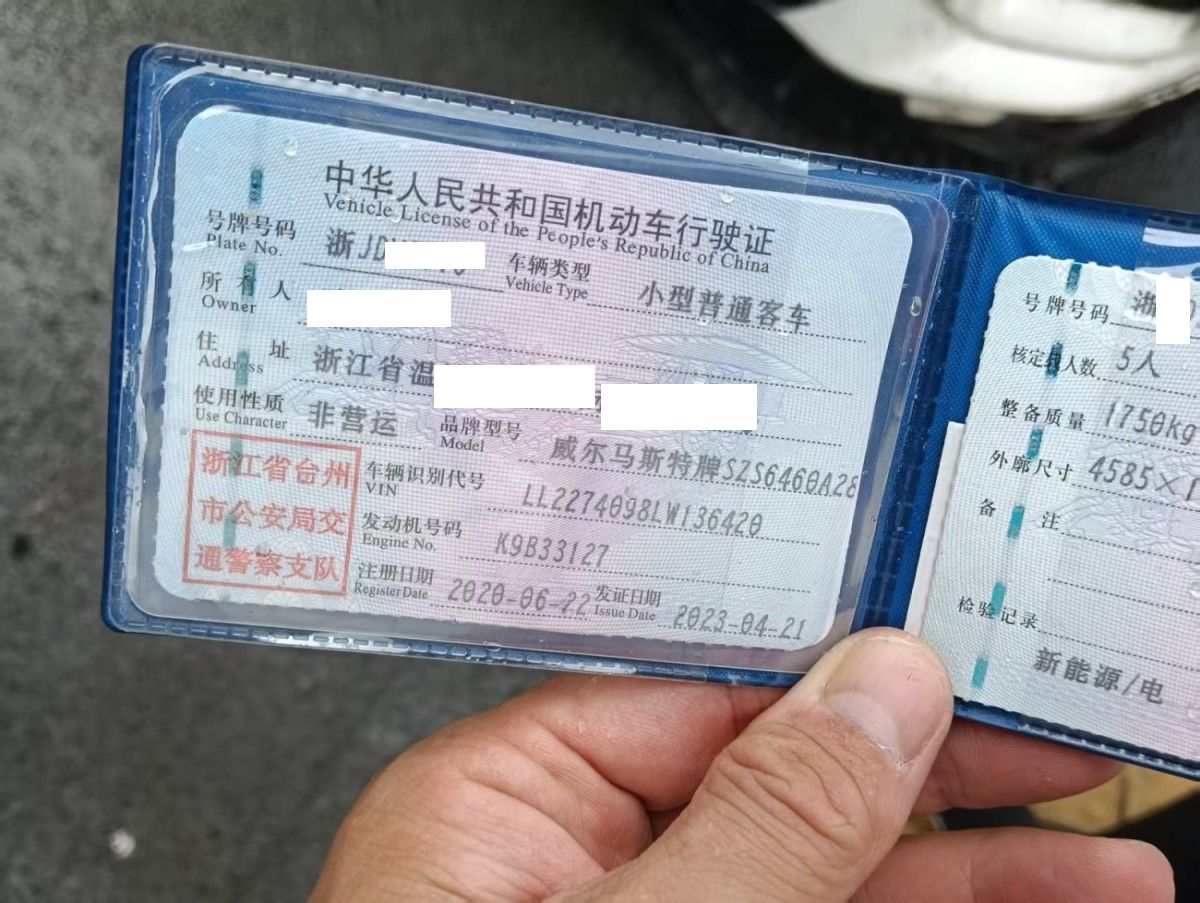 中华人民共和国机动车行驶证
Vehicle License of the People's Republic of China
号牌号码 浙JD 车辆类型 小型普通客车
Plate No. Vehicle Type
所有人
Owner
住址 浙江省温
Address
使用性质 非营运 品牌型号 威尔马斯特牌SZS6460A28
Use Character Model
浙江省台州
市公安局交
通警察支队
车辆识别代号 LL2274098LW136420
VIN
发动机号码 K9B33127
Engine No.
注册日期 2020-06-22 发证日期 2023-04-21
Register Date Issue Date
号牌号码 浙
核定载人数 5人
整备质量 1750kg
外廓尺寸 4585×1
备注
检验记录
新能源/电